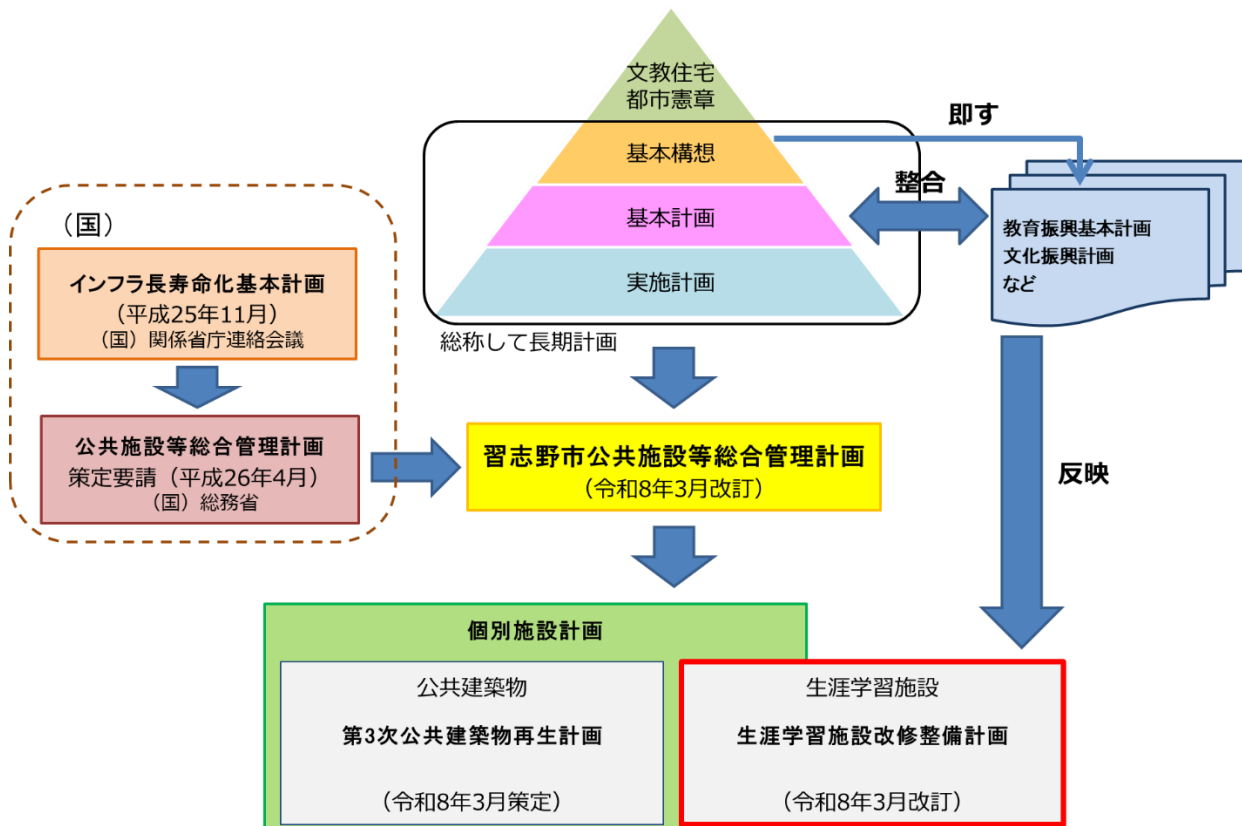 文教住宅
都市憲章
基本構想
基本計画
実施計画
総称して長期計画
即す
整合
教育振興基本計画
文化振興計画
など
反映
（国）
インフラ長寿命化基本計画
（平成25年11月）
（国）関係省庁連絡会議
公共施設等総合管理計画
策定要請（平成26年4月）
（国）総務省
習志野市公共施設等総合管理計画
（令和8年3月改訂）
個別施設計画
公共建築物
第3次公共建築物再生計画
（令和8年3月策定）
生涯学習施設
生涯学習施設改修整備計画
（令和8年3月改訂）